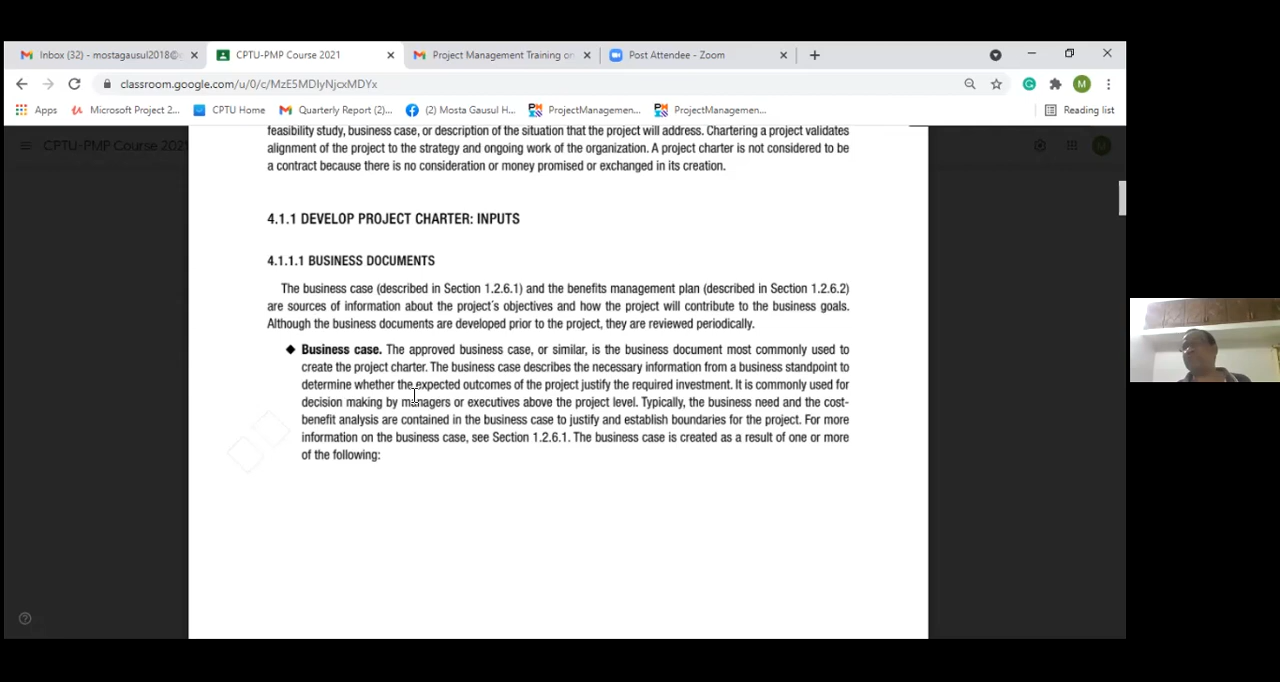 Inbox (32) - mostagausul2018@
CPTU-PMP Course 2021
Project Management Training on
Post Attendee - Zoom
classroom.google.com/u/0/c/MzE5MDIyNjcxMDYx
Apps
Microsoft Project 2...
CPTU Home
Quarterly Report (2...
(2) Mosta Gausul H...
ProjectManagemen...
ProjectManagemen...
Reading list
CPTU-PMP Course 2021
feasibility study, business case, or description of the situation that the project will address. Chartering a project validates
alignment of the project to the strategy and ongoing work of the organization. A project charter is not considered to be
a contract because there is no consideration or money promised or exchanged in its creation.
4.1.1 DEVELOP PROJECT CHARTER: INPUTS
4.1.1.1 BUSINESS DOCUMENTS
The business case (described in Section 1.2.6.1) and the benefits management plan (described in Section 1.2.6.2)
are sources of information about the project's objectives and how the project will contribute to the business goals.
Although the business documents are developed prior to the project, they are reviewed periodically.
◆ Business case. The approved business case, or similar, is the business document most commonly used to
create the project charter. The business case describes the necessary information from a business standpoint to
determine whether the expected outcomes of the project justify the required investment. It is commonly used for
decision making by managers or executives above the project level. Typically, the business need and the cost-
benefit analysis are contained in the business case to justify and establish boundaries for the project. For more
information on the business case, see Section 1.2.6.1. The business case is created as a result of one or more
of the following: